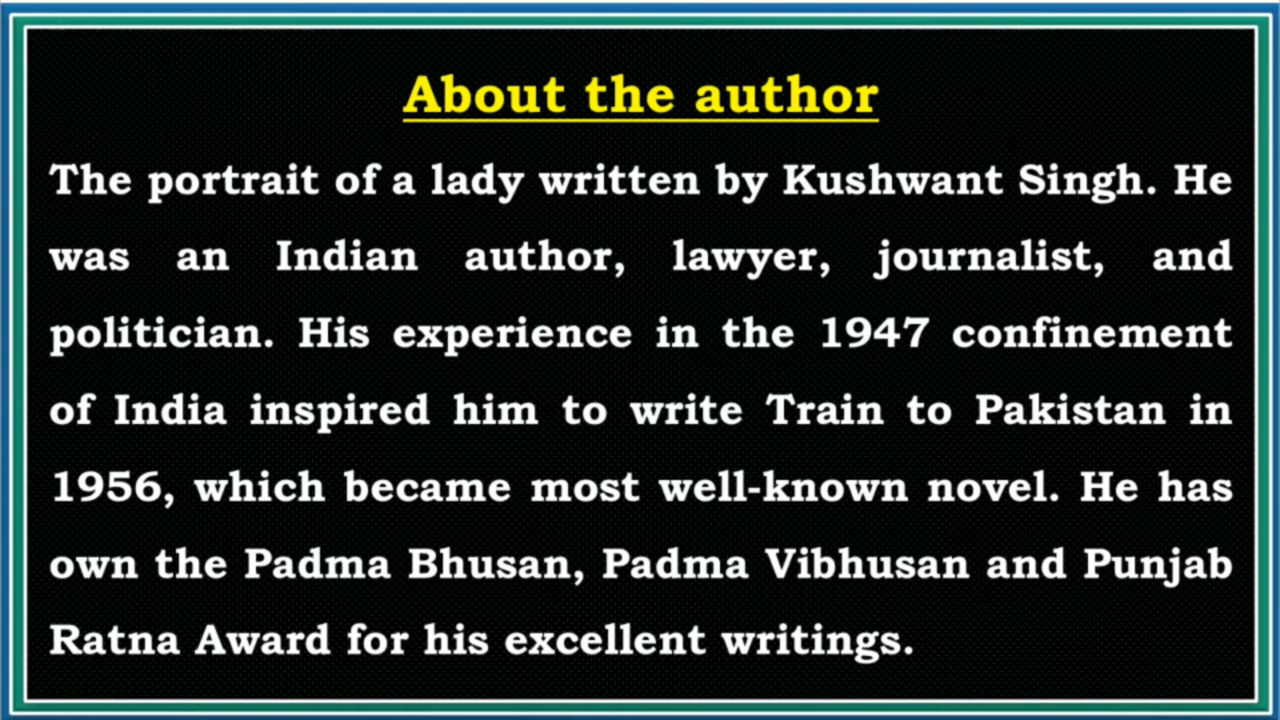 About the author
The portrait of a lady written by Kushwant Singh. He
was an Indian author, lawyer, journalist, and
politician. His experience in the 1947 confinement
of India inspired him to write Train to Pakistan in
1956, which became most well-known novel. He has
own the Padma Bhusan, Padma Vibhusan and Punjab
Ratna Award for his excellent writings.